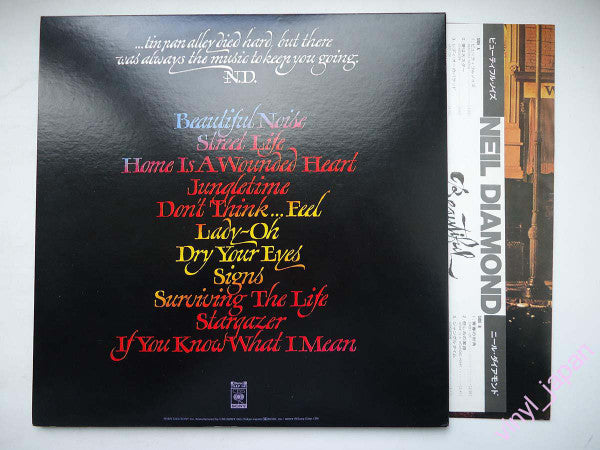 ...tin pan alley died hard, but there
was always the music to keep you going.
N.D.
Beautiful Noise
Street Life
Home Is A Wounded Heart
Jungletime
Don't Think...Feel
Lady-Oh
Dry Your Eyes
Signs
Surviving The Life
Stargazer
If You Know What I Mean
CBS
SONY
ビューティフル・ノイズ
NEIL DIAMOND
ニール・ダイアモンド
Beautiful
vinyl_japan